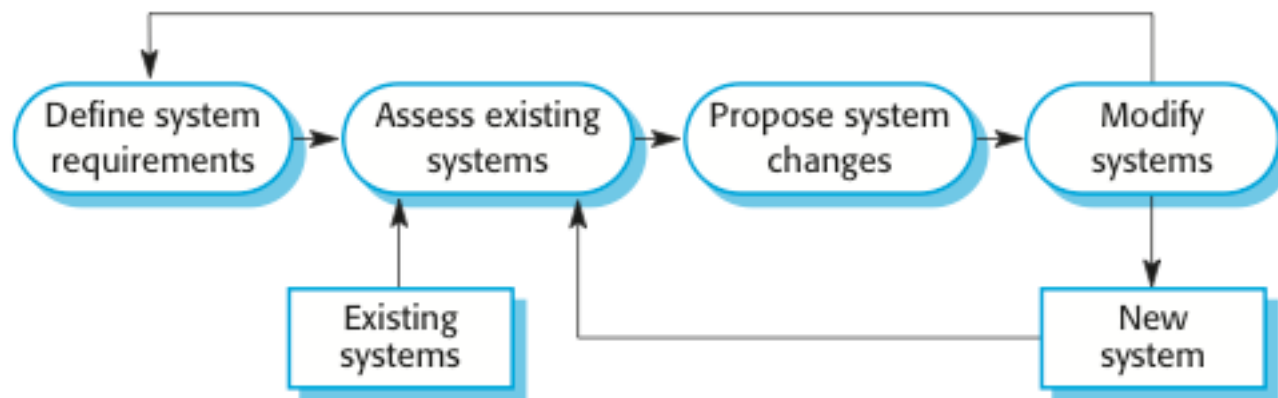 Define system
requirements
Assess existing
systems
Propose system
changes
Modify
systems
Existing
systems
New
system